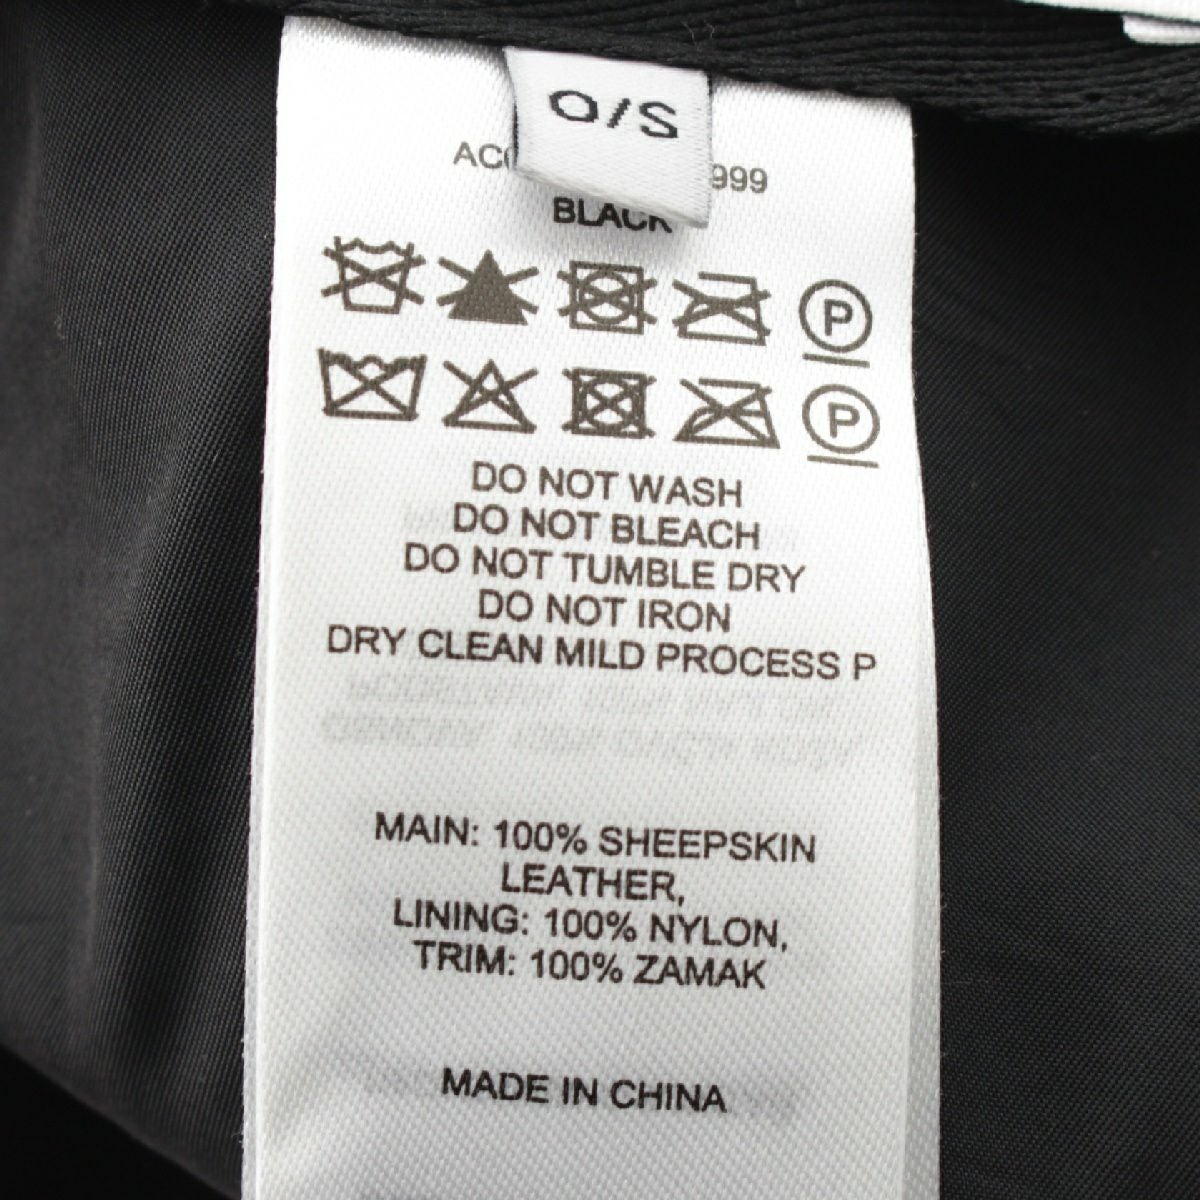 O/S
BLACK
P
P
DO NOT WASH
DO NOT BLEACH
DO NOT TUMBLE DRY
DO NOT IRON
DRY CLEAN MILD PROCESS P
MAIN: 100% SHEEPSKIN
LEATHER,
LINING: 100% NYLON,
TRIM: 100% ZAMAK
MADE IN CHINA